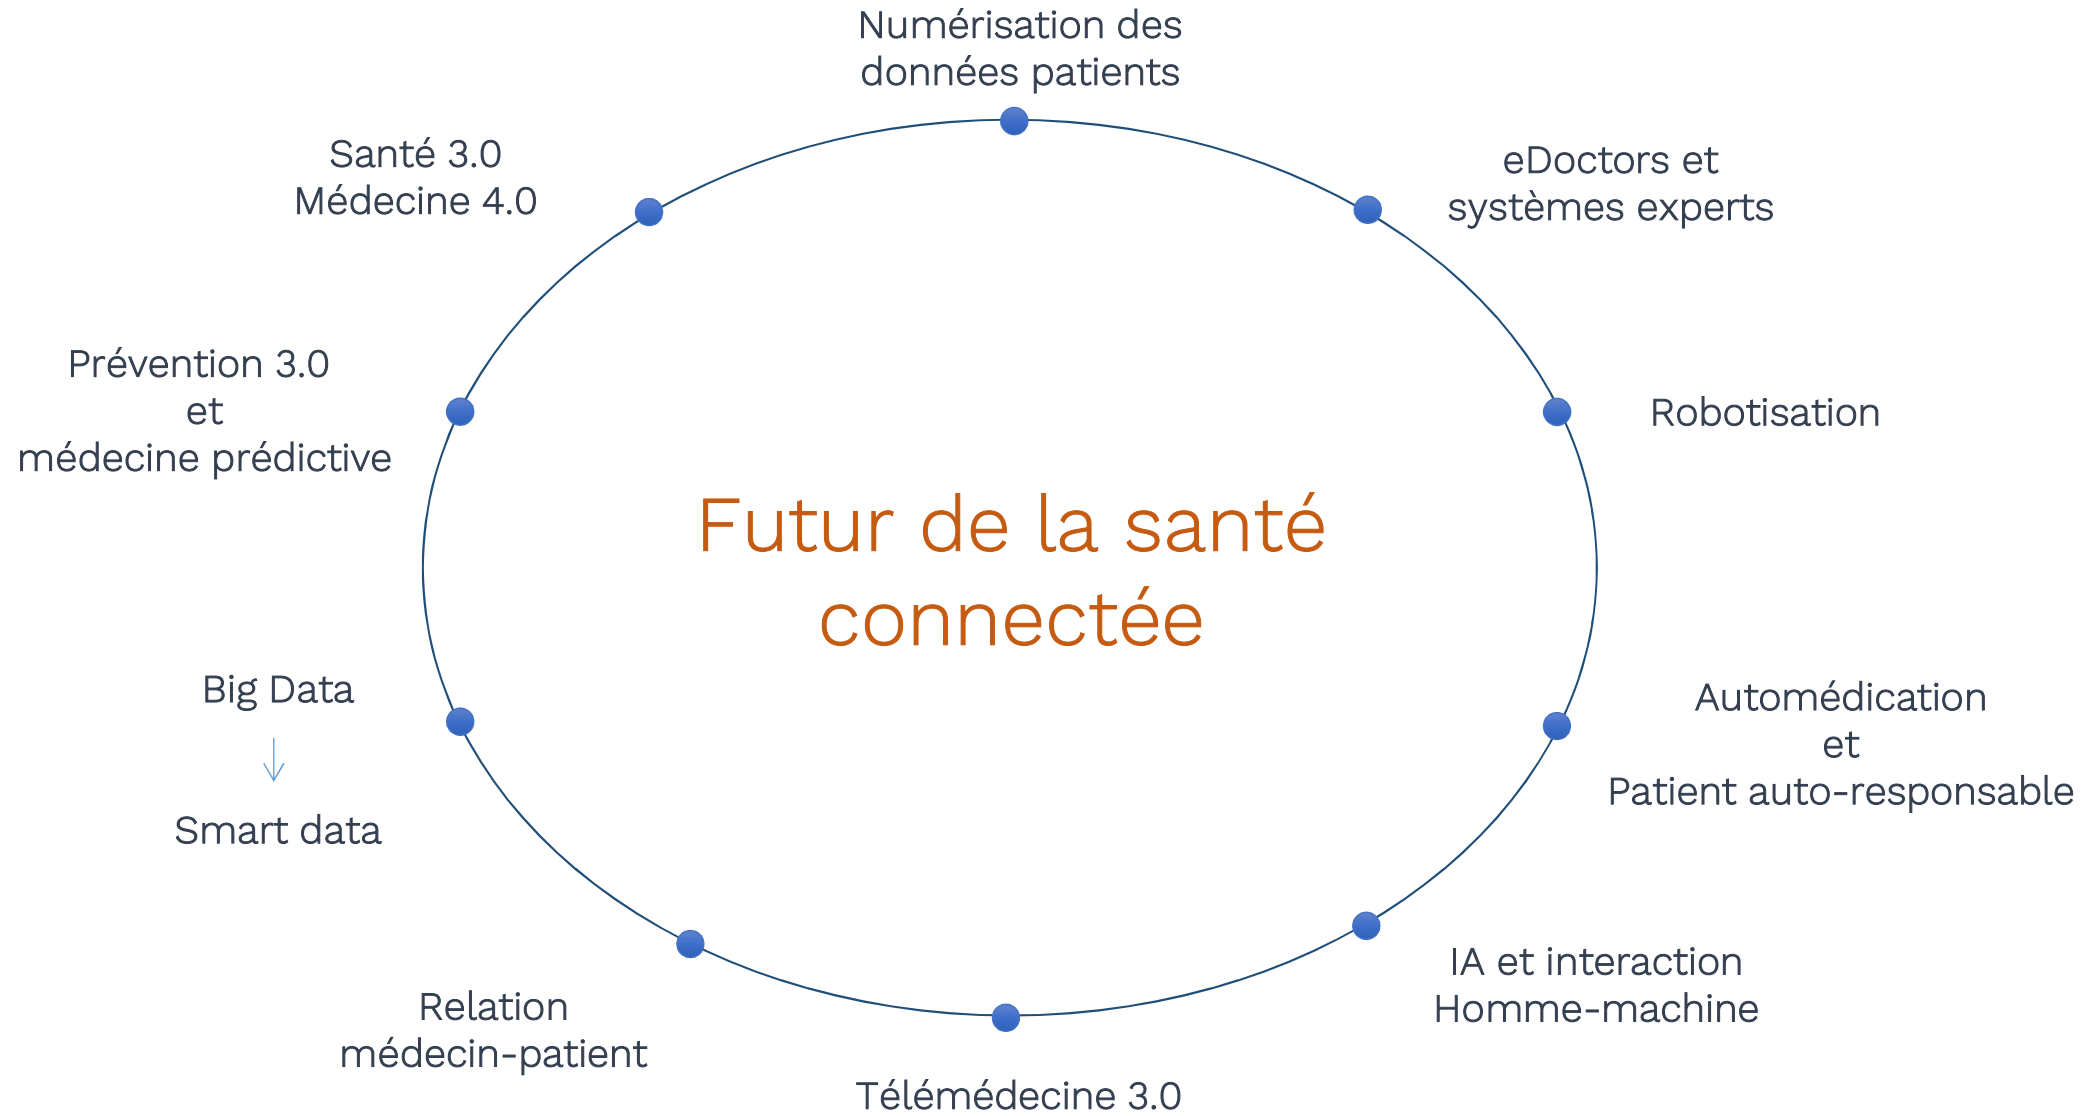 Numérisation des
données patients
eDoctors et
systèmes experts
Robotisation
Automédication
et
Patient auto-responsable
IA et interaction
Homme-machine
Télémédecine 3.0
Relation
médecin-patient
Big Data
Smart data
Prévention 3.0
et
médecine prédictive
Santé 3.0
Médecine 4.0
Futur de la santé
connectée